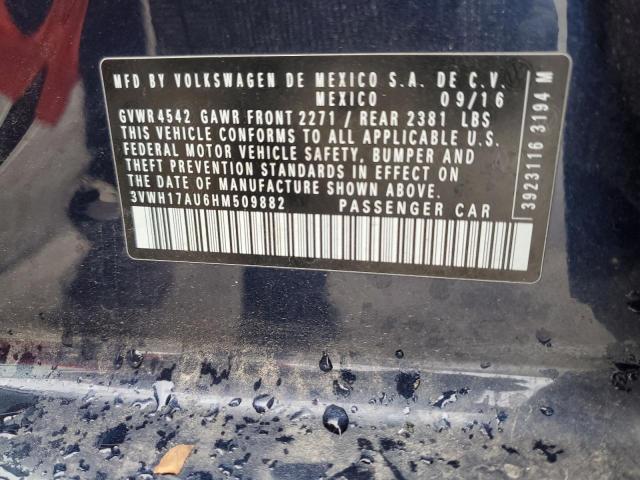 MFD BY VOLKSWAGEN DE MEXICO S.A. DE C.V.
MEXICO 09/16
GVWR 4542 GAWR FRONT 2271 / REAR 2381 LBS
THIS VEHICLE CONFORMS TO ALL APPLICABLE U.S.
FEDERAL MOTOR VEHICLE SAFETY, BUMPER AND
THEFT PREVENTION STANDARDS IN EFFECT ON
THE DATE OF MANUFACTURE SHOWN ABOVE.
3VWH17AU6HM509882 PASSENGER CAR
3923116 3194 M